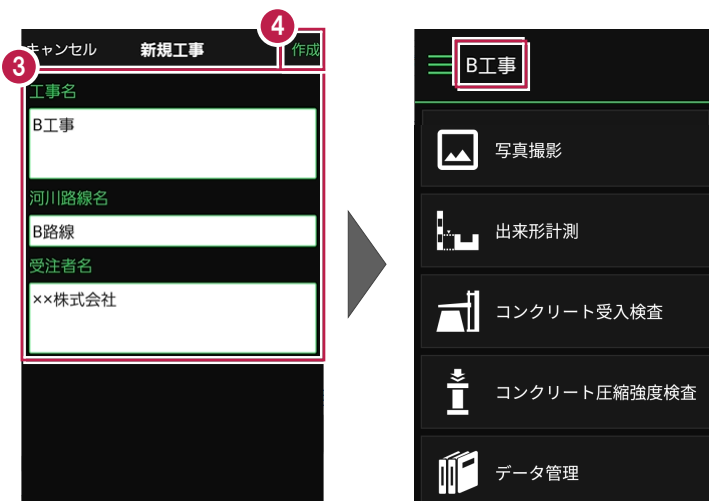 4
キャンセル 新規工事 作成
3
工事名
B工事
河川路線名
B路線
受注者名
××株式会社
B工事
写真撮影
出来形計測
コンクリート受入検査
コンクリート圧縮強度検査
データ管理